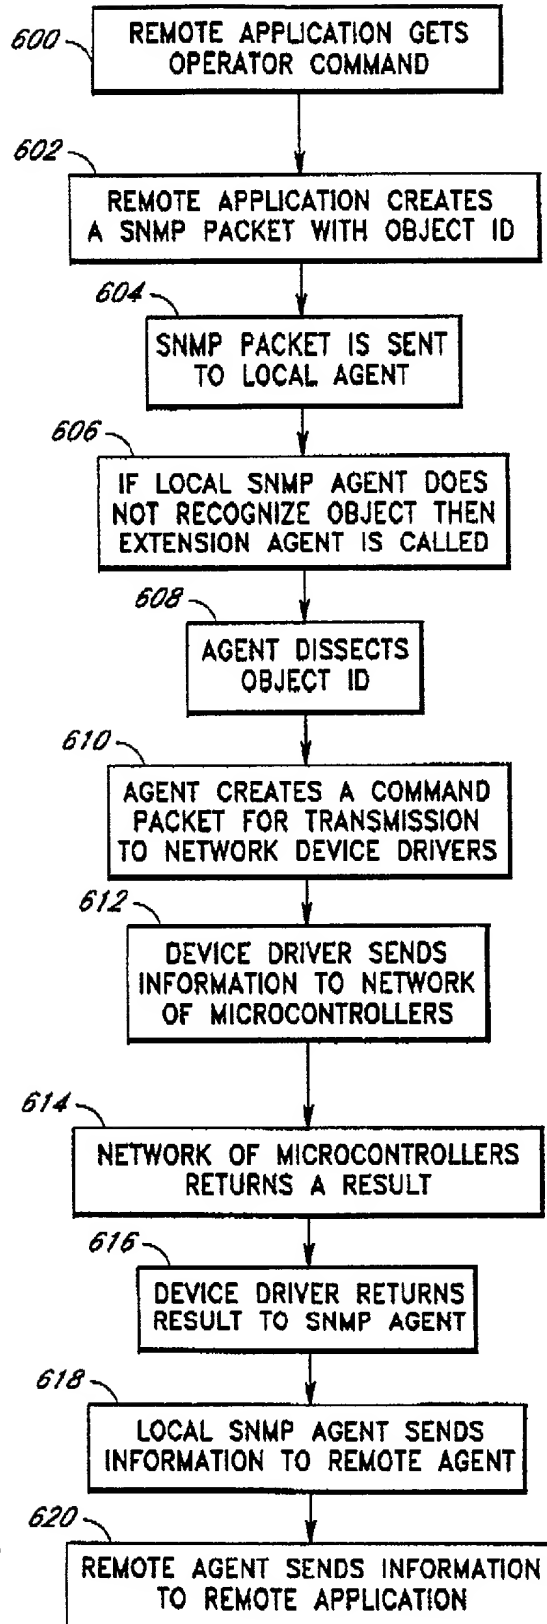 600
REMOTE APPLICATION GETS
OPERATOR COMMAND
602
REMOTE APPLICATION CREATES
A SNMP PACKET WITH OBJECT ID
604
SNMP PACKET IS SENT
TO LOCAL AGENT
606
IF LOCAL SNMP AGENT DOES
NOT RECOGNIZE OBJECT THEN
EXTENSION AGENT IS CALLED
608
AGENT DISSECTS
OBJECT ID
610
AGENT CREATES A COMMAND
PACKET FOR TRANSMISSION
TO NETWORK DEVICE DRIVERS
612
DEVICE DRIVER SENDS
INFORMATION TO NETWORK
OF MICROCONTROLLERS
614
NETWORK OF MICROCONTROLLERS
RETURNS A RESULT
616
DEVICE DRIVER RETURNS
RESULT TO SNMP AGENT
618
LOCAL SNMP AGENT SENDS
INFORMATION TO REMOTE AGENT
620
REMOTE AGENT SENDS INFORMATION
TO REMOTE APPLICATION